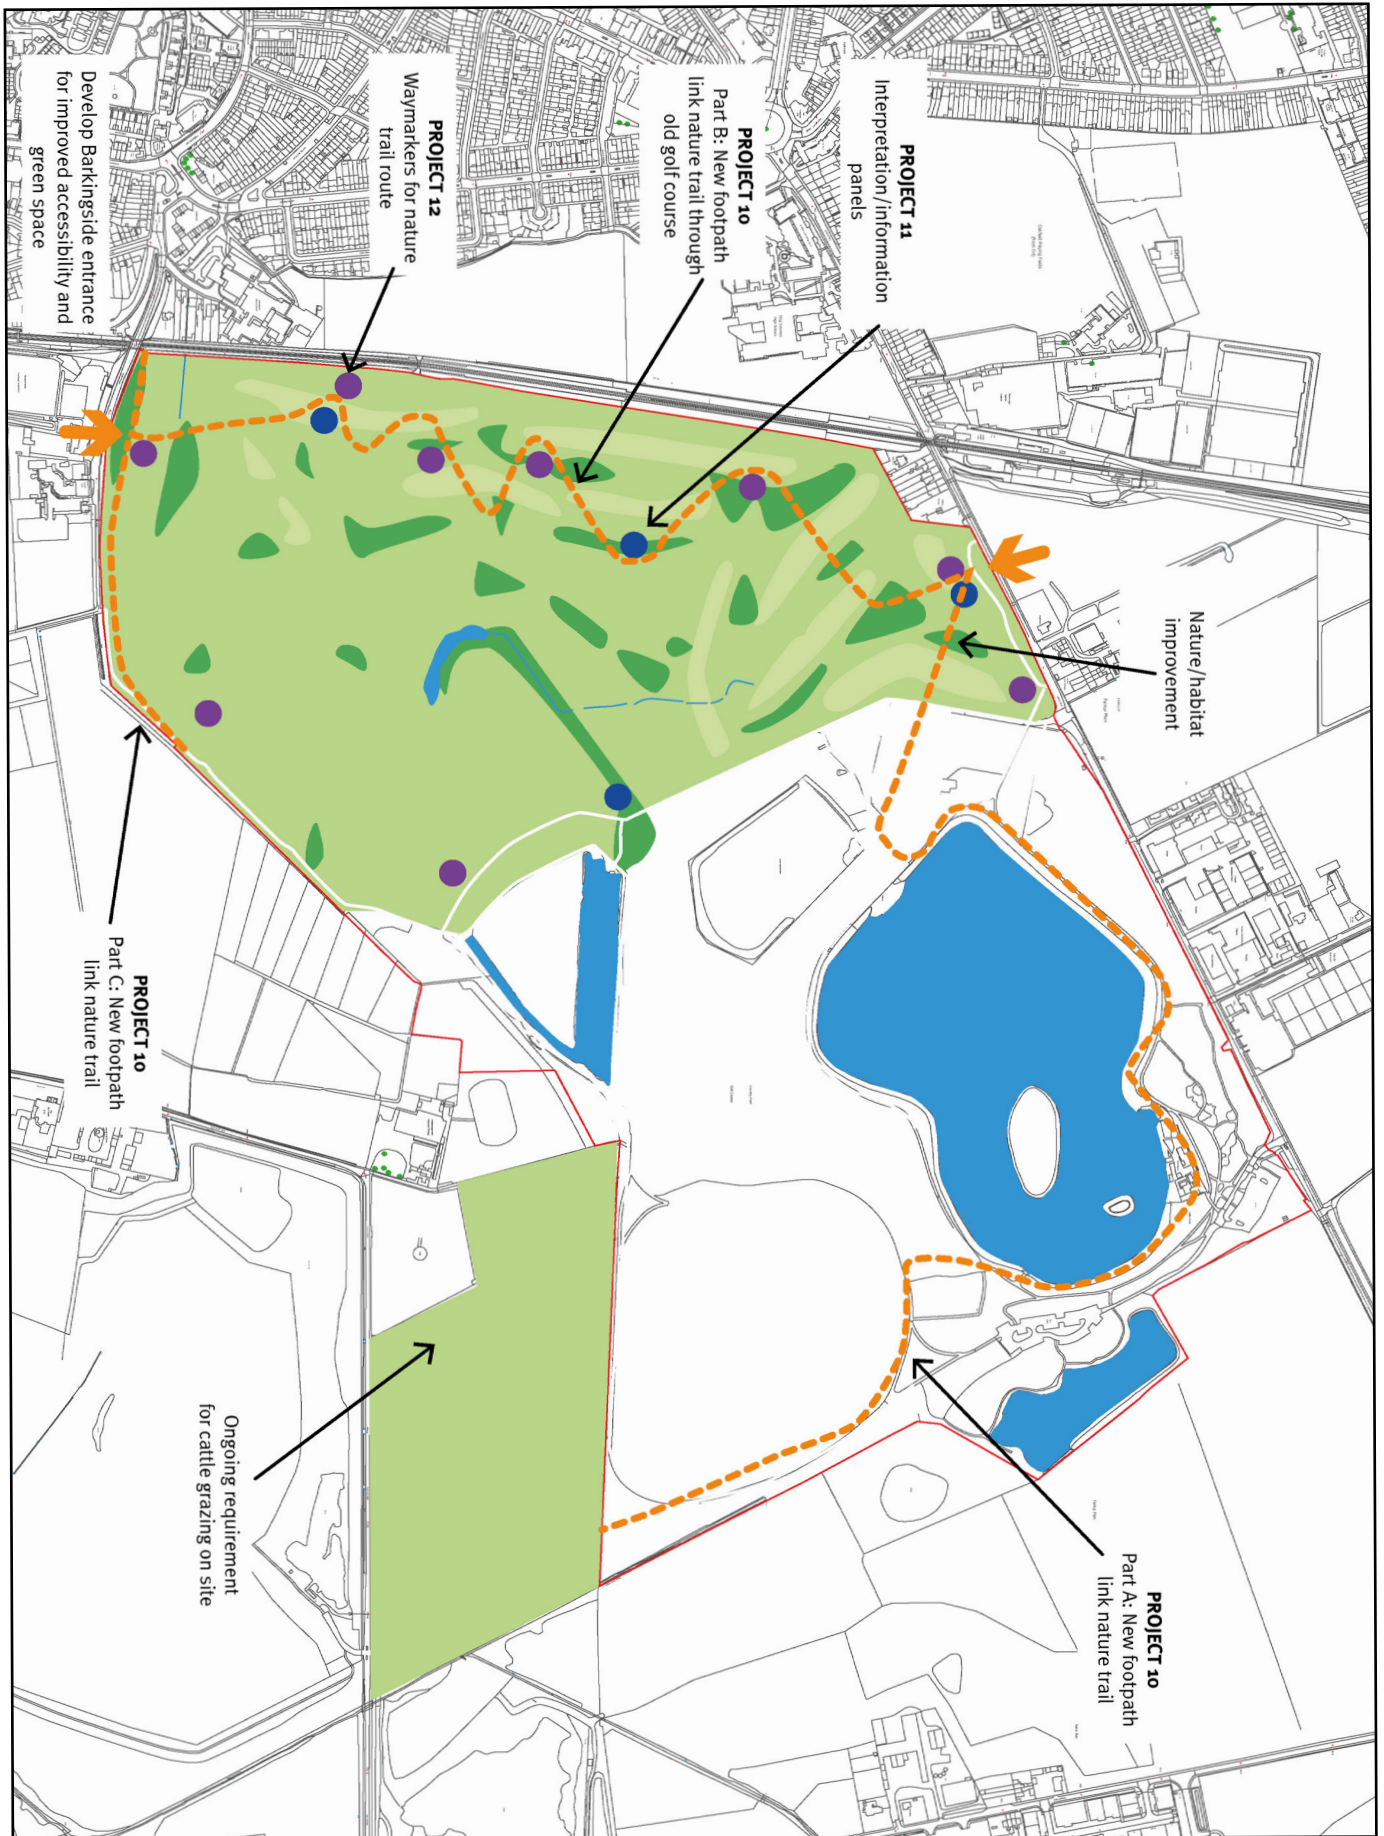 PROJECT 11
Interpretation/information
panels
PROJECT 10
Part B: New footpath
link nature trail through
old golf course
PROJECT 12
Waymarkers for nature
trail route
Develop Barkingside entrance
for improved accessibility and
green space
Nature/habitat
improvement
PROJECT 10
Part C: New footpath
link nature trail
PROJECT 10
Part A: New footpath
link nature trail
Ongoing requirement
for cattle grazing on site